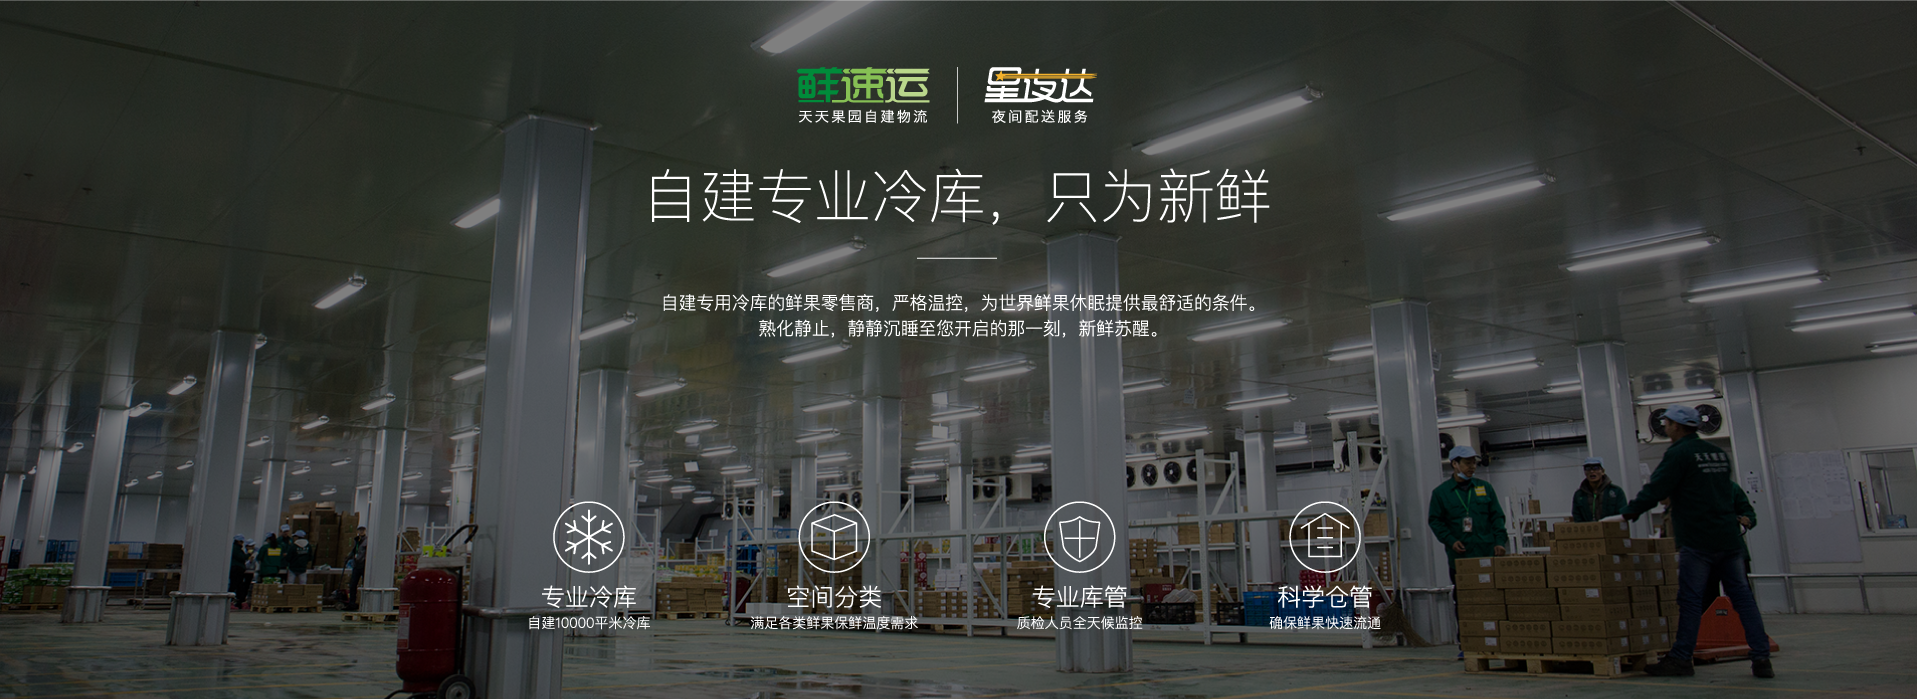 鲜速运
天天果园自建物流
星夜达
夜间配送服务
自建专业冷库，只为新鲜
自建专用冷库的鲜果零售商，严格温控，为世界鲜果休眠提供最舒适的条件。
熟化静止，静静沉睡至您开启的那一刻，新鲜苏醒。
专业冷库
自建10000平米冷库
空间分类
满足各类鲜果保鲜温度需求
专业库管
质检人员全天候监控
科学仓管
确保鲜果快速流通